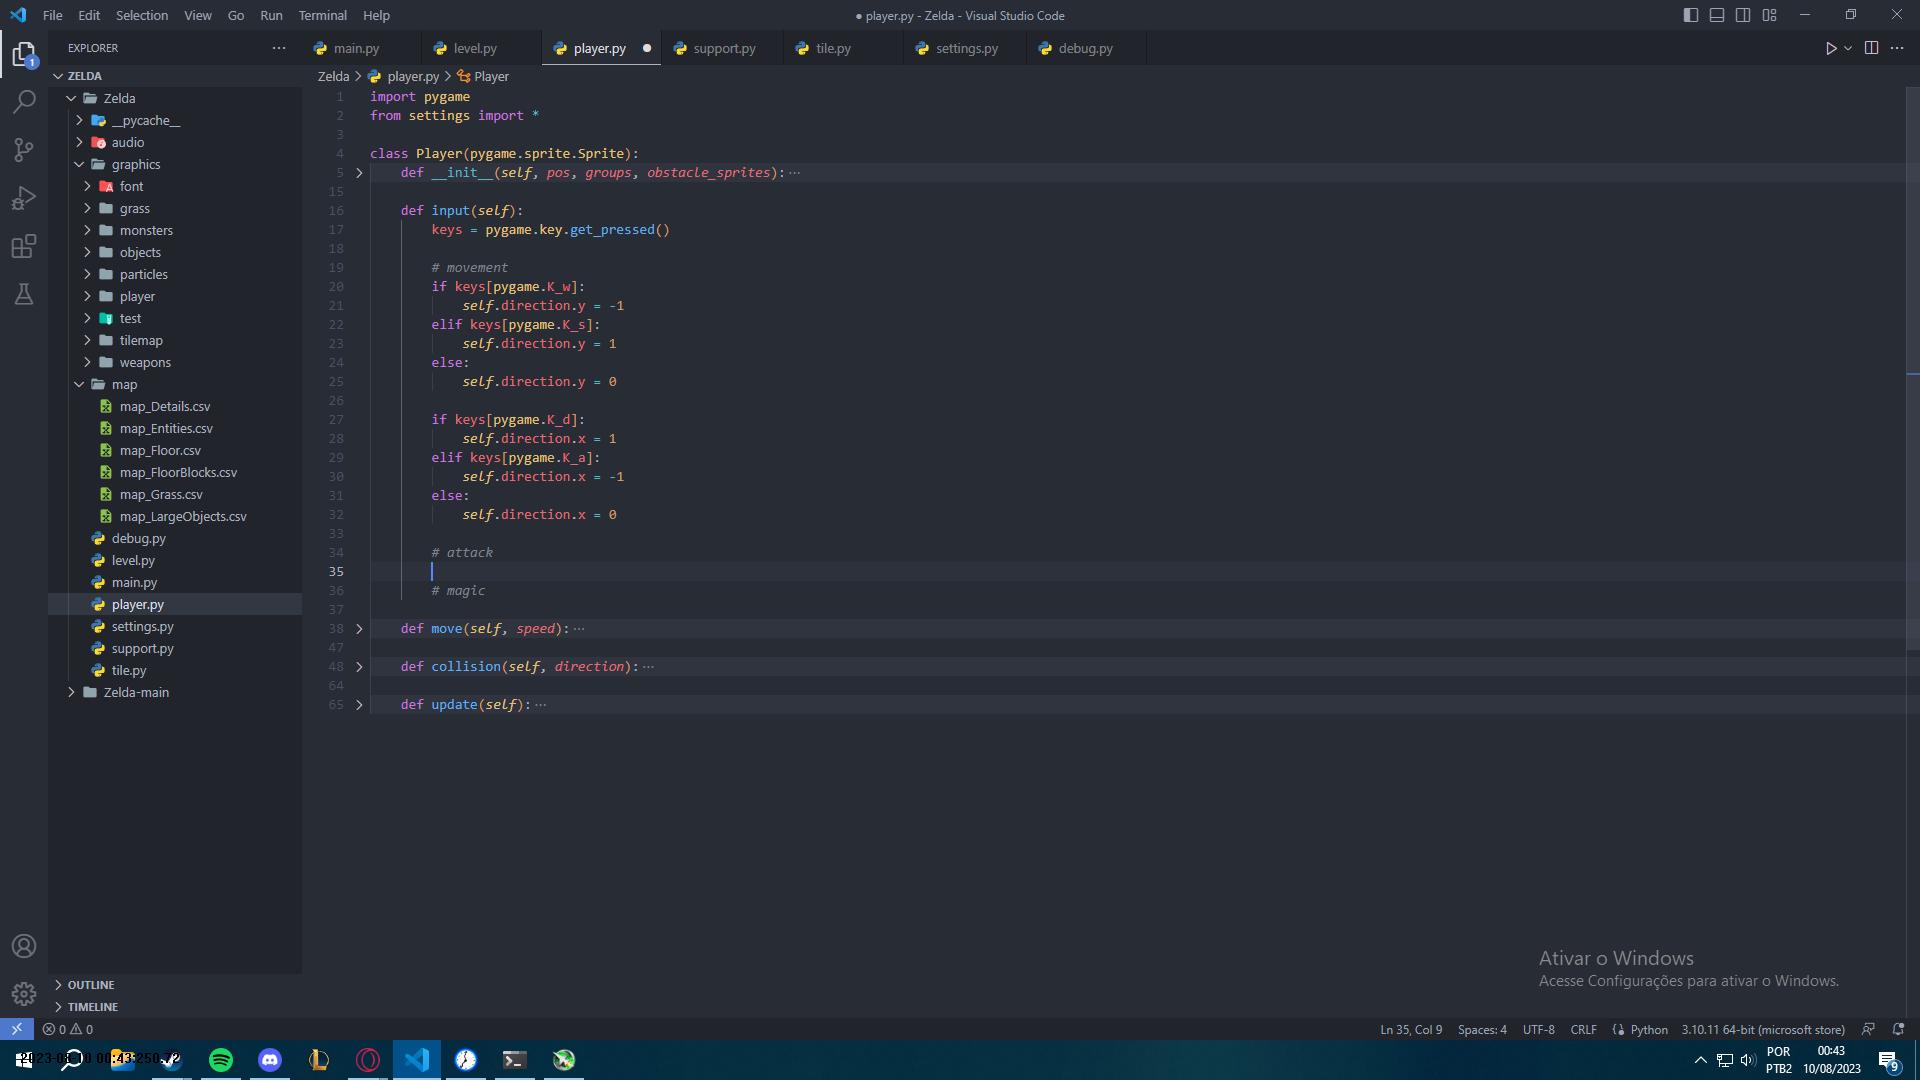 File Edit Selection View Go Run Terminal Help
● player.py - Zelda - Visual Studio Code
EXPLORER
main.py level.py player.py support.py tile.py settings.py debug.py
ZELDA
Zelda
__pycache__
audio
graphics
font
grass
monsters
objects
particles
player
test
tilemap
weapons
map
map_Details.csv
map_Entities.csv
map_Floor.csv
map_FloorBlocks.csv
map_Grass.csv
map_LargeObjects.csv
debug.py
level.py
main.py
player.py
settings.py
support.py
tile.py
Zelda-main
OUTLINE
TIMELINE
Zelda > player.py > Player
1 import pygame
2 from settings import *
3
4 class Player(pygame.sprite.Sprite):
5 def __init__(self, pos, groups, obstacle_sprites):···
15
16 def input(self):
17 keys = pygame.key.get_pressed()
18
19 # movement
20 if keys[pygame.K_w]:
21 self.direction.y = -1
22 elif keys[pygame.K_s]:
23 self.direction.y = 1
24 else:
25 self.direction.y = 0
26
27 if keys[pygame.K_d]:
28 self.direction.x = 1
29 elif keys[pygame.K_a]:
30 self.direction.x = -1
31 else:
32 self.direction.x = 0
33
34 # attack
35
36 # magic
37
38 def move(self, speed):···
47
48 def collision(self, direction):···
64
65 def update(self):···
Ativar o Windows
Acesse Configurações para ativar o Windows.
0 0
Ln 35, Col 9 Spaces: 4 UTF-8 CRLF Python 3.10.11 64-bit (microsoft store)
POR
PTB2
00:43
10/08/2023
9
1